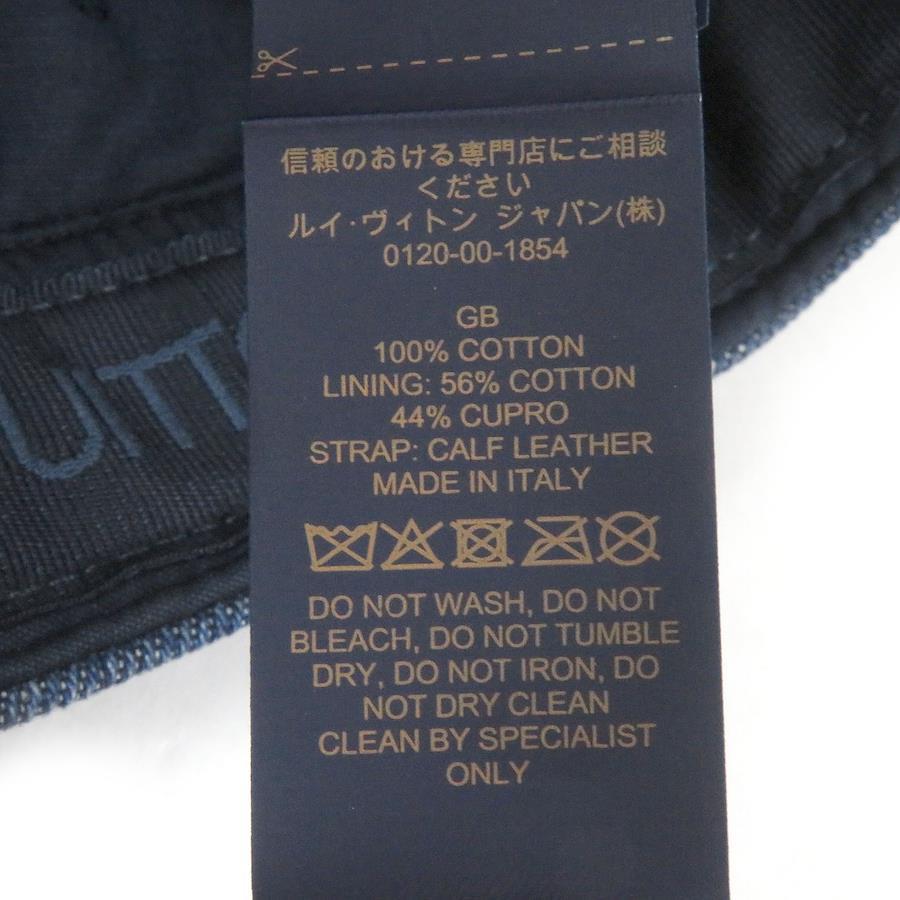 信頼のおける専門店にご相談
ください
ルイ・ヴィトン ジャパン(株)
0120-00-1854
GB
100% COTTON
LINING: 56% COTTON
44% CUPRO
STRAP: CALF LEATHER
MADE IN ITALY
DO NOT WASH, DO NOT
BLEACH, DO NOT TUMBLE
DRY, DO NOT IRON, DO
NOT DRY CLEAN
CLEAN BY SPECIALIST
ONLY
UITT